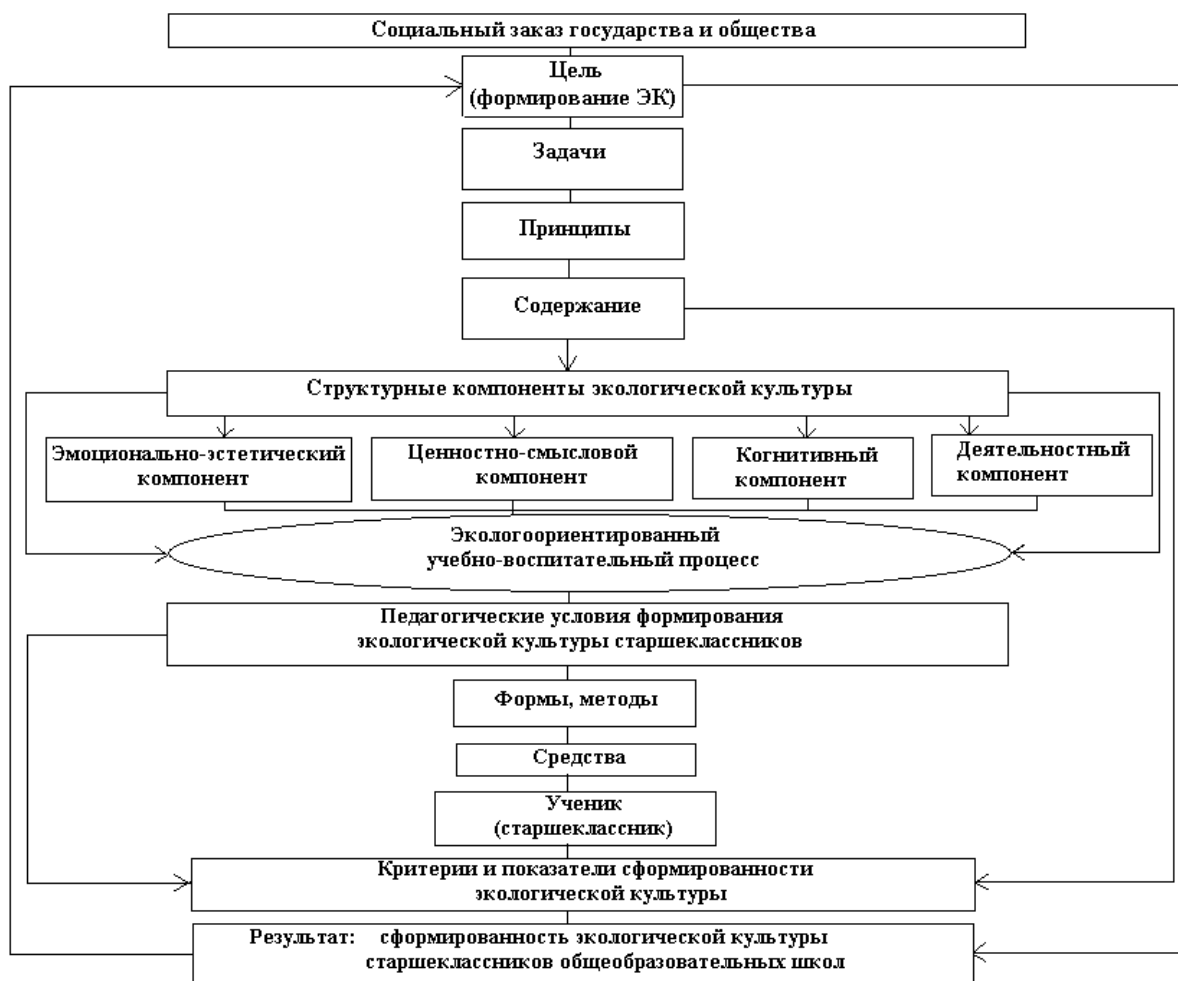 Социальный заказ государства и общества
Цель
(формирование ЭК)
Задачи
Принципы
Содержание
Структурные компоненты экологической культуры
Эмоционально-эстетический
компонент
Ценностно-смысловой
компонент
Когнитивный
компонент
Деятельностный
компонент
Экологоориентированный
учебно-воспитательный процесс
Педагогические условия формирования
экологической культуры старшеклассников
Формы, методы
Средства
Ученик
(старшеклассник)
Критерии и показатели сформированности
экологической культуры
Результат: сформированность экологической культуры
старшеклассников общеобразовательных школ